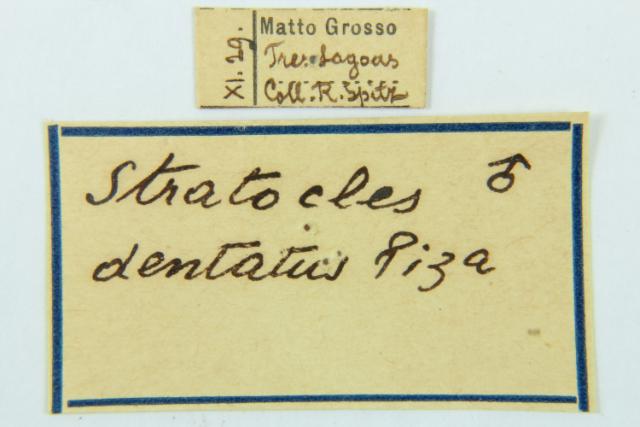 XI. 29.
Matto Grosso
Tres Lagoas
Coll. R. Spitz
Stratocles ♂
dentatus Piza